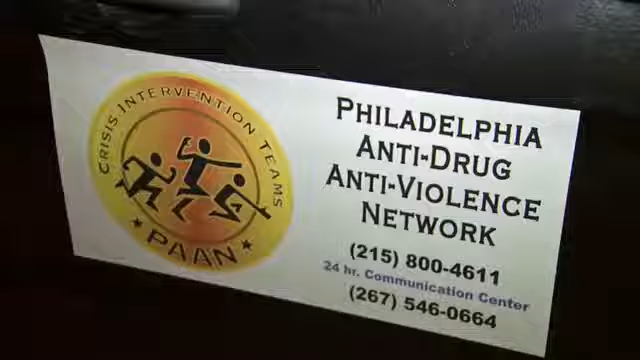 CRISIS INTERVENTION TEAMS
PAAN
PHILADELPHIA
ANTI-DRUG
ANTI-VIOLENCE
NETWORK
(215) 800-4611
24 hr. Communication Center
(267) 546-0664